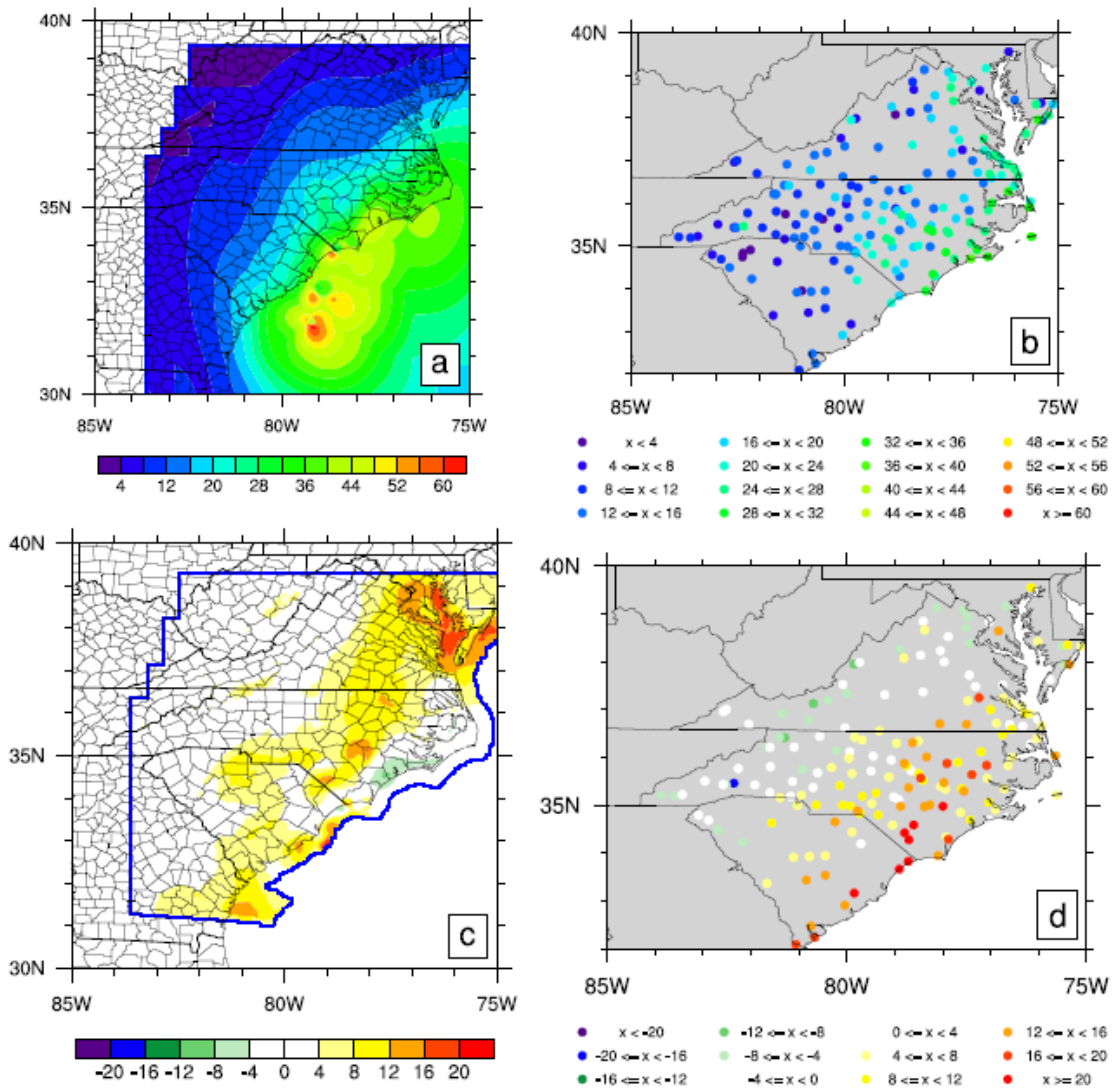 40N
35N
30N
85W
80W
75W
a
4 12 20 28 36 44 52 60
40N
35N
85W
80W
75W
b
x < 4
16 <= x < 20
32 <= x < 36
48 <= x < 52
4 <= x < 8
20 <= x < 24
36 <= x < 40
52 <= x < 56
8 <= x < 12
24 <= x < 28
40 <= x < 44
56 <= x < 60
12 <= x < 16
28 <= x < 32
44 <= x < 48
x >= 60
40N
35N
30N
85W
80W
75W
c
-20 -16 -12 -8 -4 0 4 8 12 16 20
40N
35N
85W
80W
75W
d
x < -20
-12 <= x < -8
0 <= x < 4
12 <= x < 16
-20 <= x < -16
-8 <= x < -4
4 <= x < 8
16 <= x < 20
-16 <= x < -12
-4 <= x < 0
8 <= x < 12
x >= 20